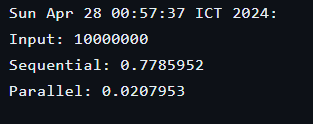 Sun Apr 28 00:57:37 ICT 2024:
Input: 10000000
Sequential: 0.7785952
Parallel: 0.0207953